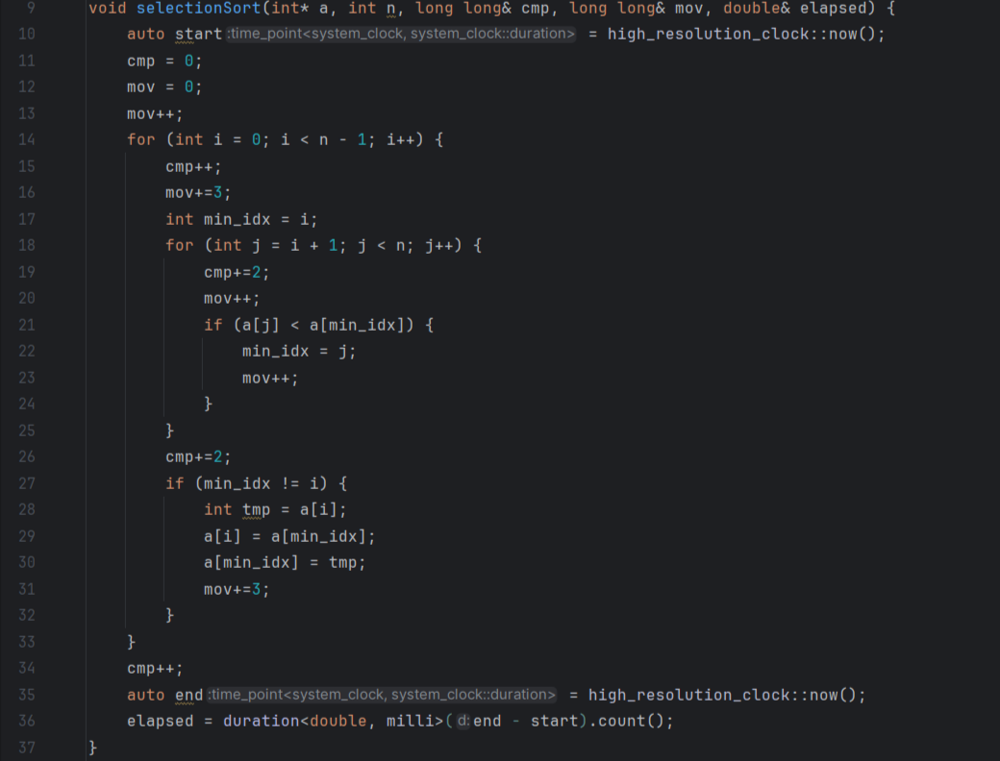 9 void selectionSort(int* a, int n, long long& cmp, long long& mov, double& elapsed) {
10 auto start :time_point<system_clock, system_clock::duration> = high_resolution_clock::now();
11 cmp = 0;
12 mov = 0;
13 mov++;
14 for (int i = 0; i < n - 1; i++) {
15 cmp++;
16 mov+=3;
17 int min_idx = i;
18 for (int j = i + 1; j < n; j++) {
19 cmp+=2;
20 mov++;
21 if (a[j] < a[min_idx]) {
22 min_idx = j;
23 mov++;
24 }
25 }
26 cmp+=2;
27 if (min_idx != i) {
28 int tmp = a[i];
29 a[i] = a[min_idx];
30 a[min_idx] = tmp;
31 mov+=3;
32 }
33 }
34 cmp++;
35 auto end :time_point<system_clock, system_clock::duration> = high_resolution_clock::now();
36 elapsed = duration<double, milli>( d: end - start).count();
37 }